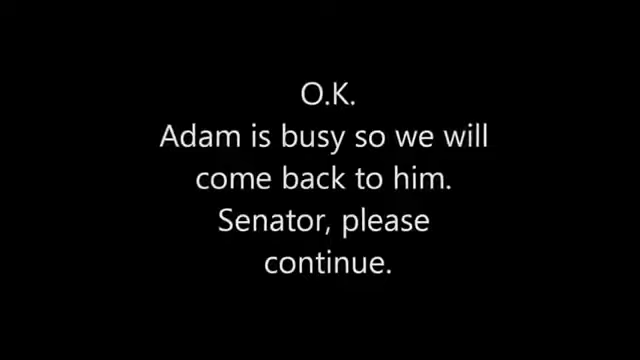 O.K.
Adam is busy so we will
come back to him.
Senator, please
continue.